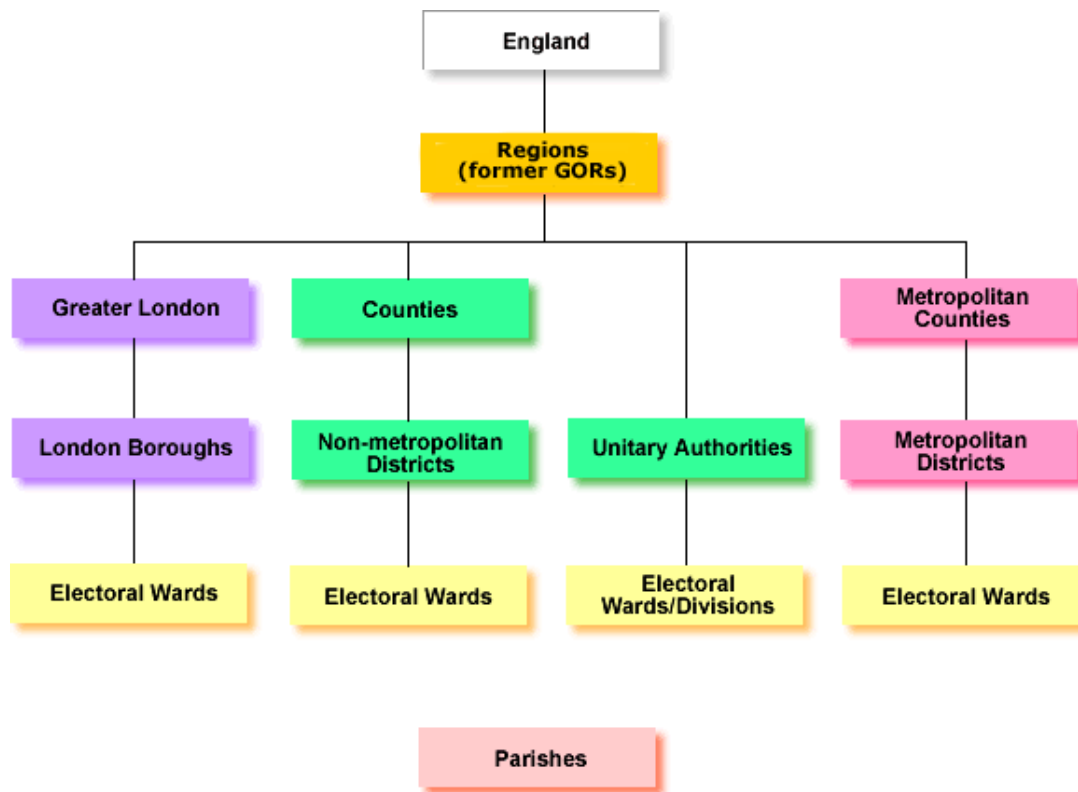 England
Regions
(former GORs)
Greater London
Counties
Metropolitan
Counties
London Boroughs
Non-metropolitan
Districts
Unitary Authorities
Metropolitan
Districts
Electoral Wards
Electoral Wards
Electoral
Wards/Divisions
Electoral Wards
Parishes